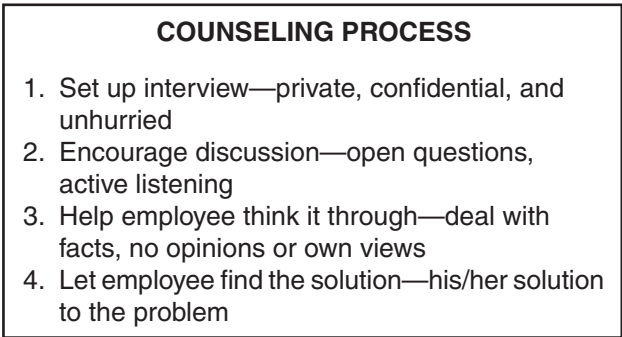 COUNSELING PROCESS
1. Set up interview—private, confidential, and
unhurried
2. Encourage discussion—open questions,
active listening
3. Help employee think it through—deal with
facts, no opinions or own views
4. Let employee find the solution—his/her solution
to the problem